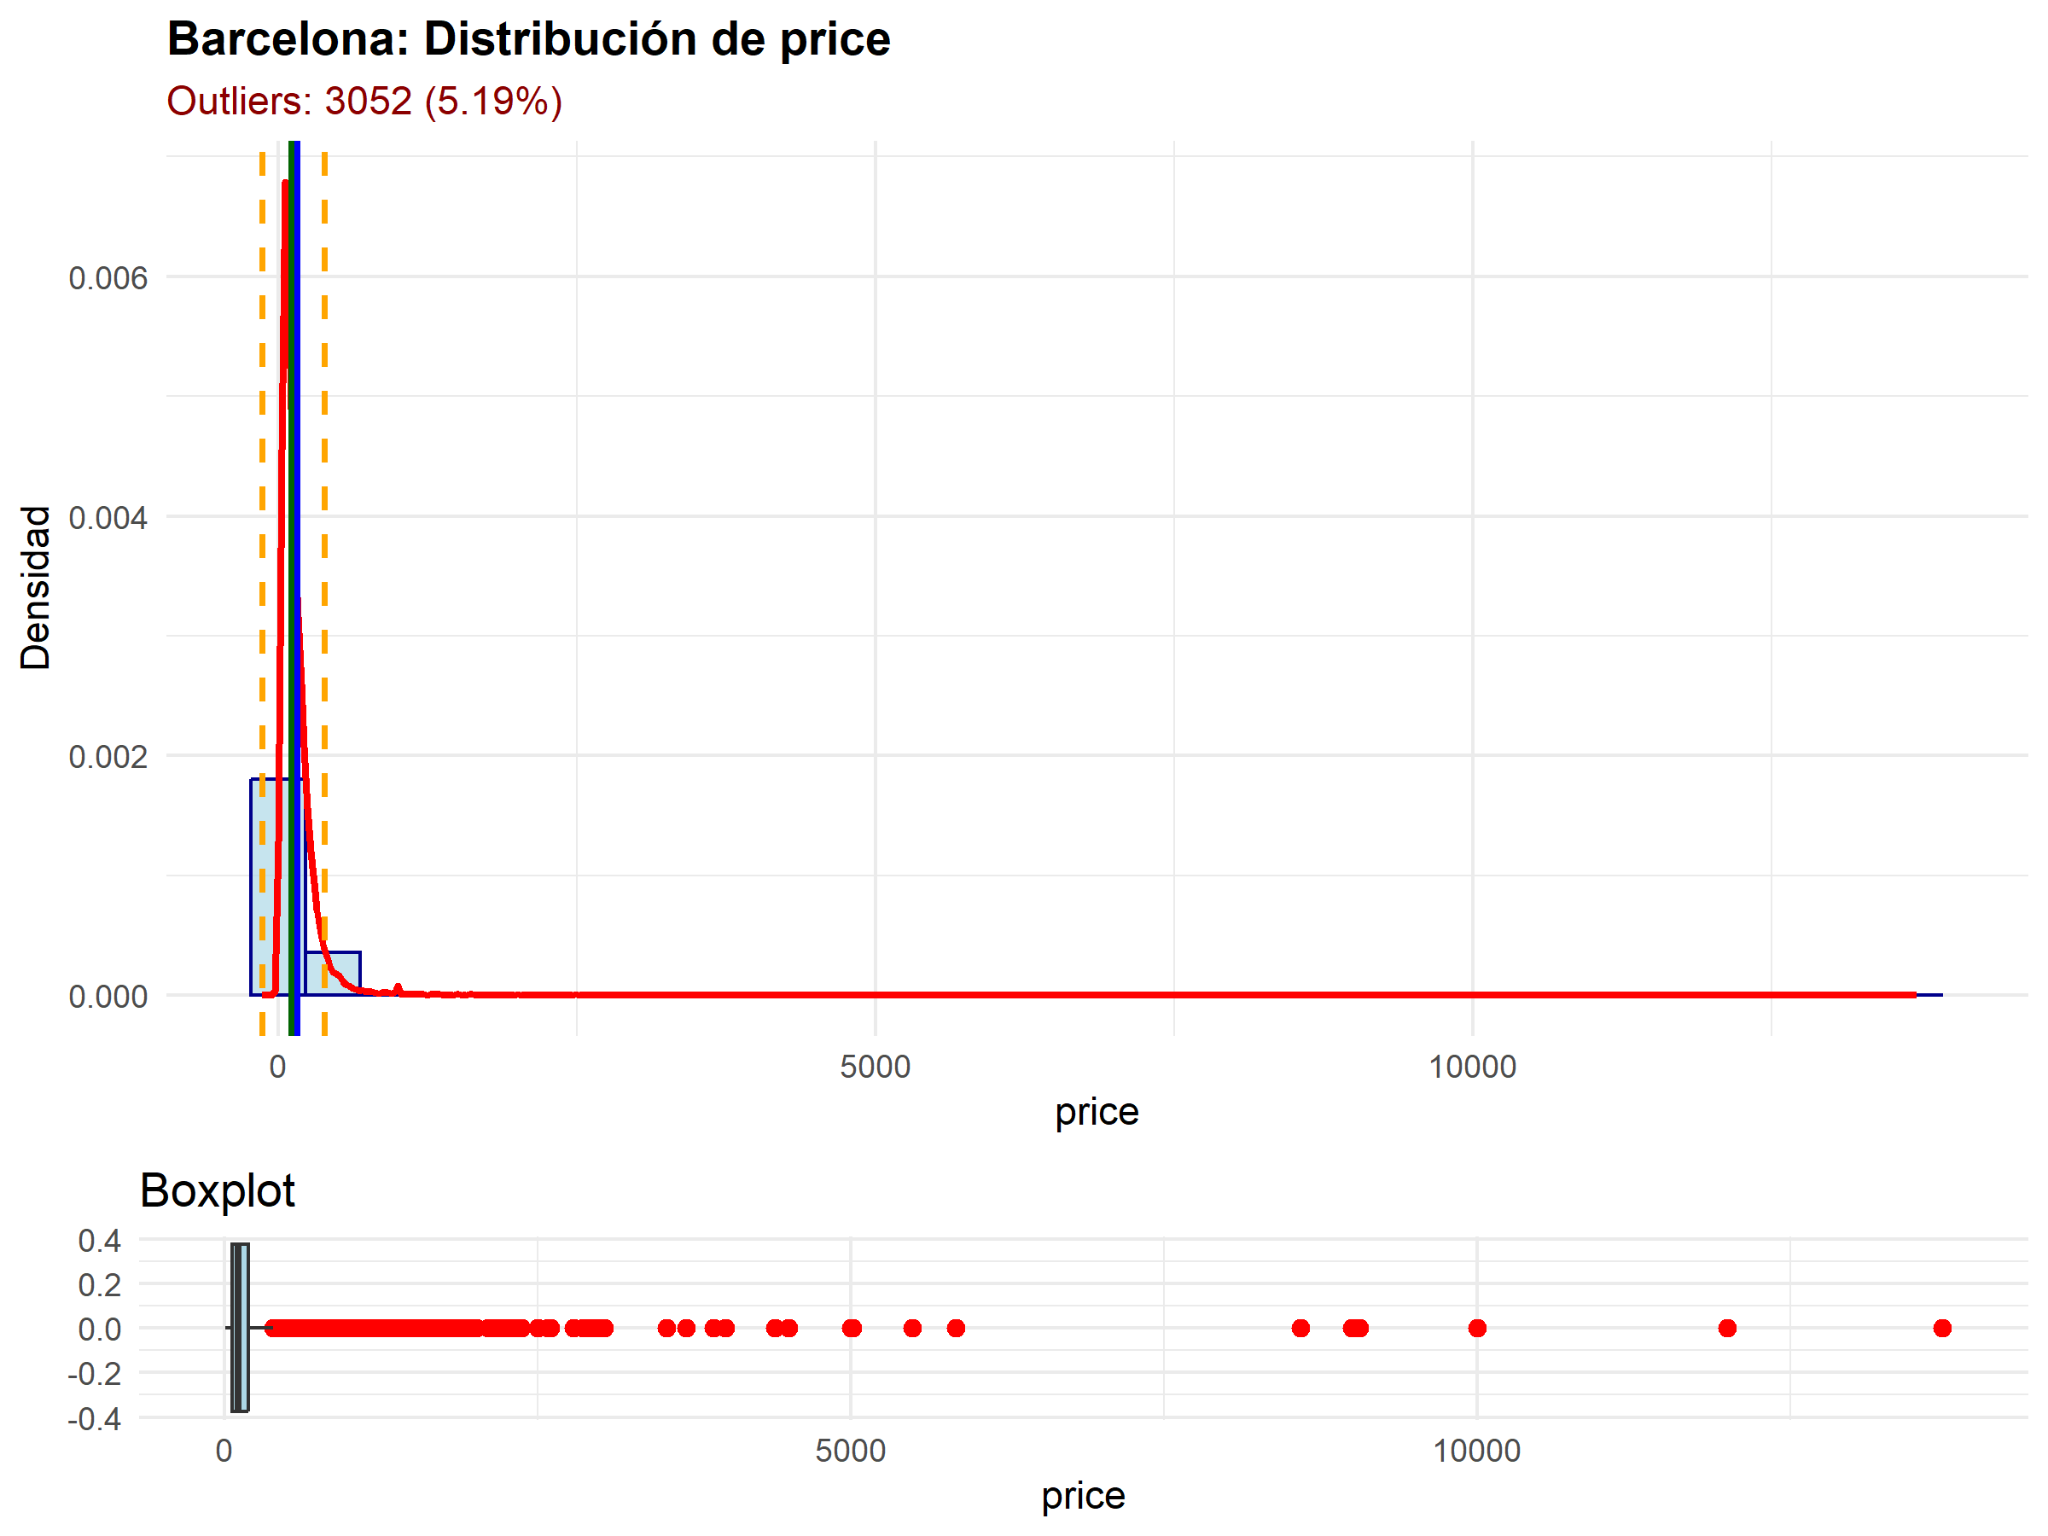 Barcelona: Distribución de price
Outliers: 3052 (5.19%)
Densidad
0.006
0.004
0.002
0.000
0 5000 10000
price
Boxplot
0.4
0.2
0.0
-0.2
-0.4
0 5000 10000
price